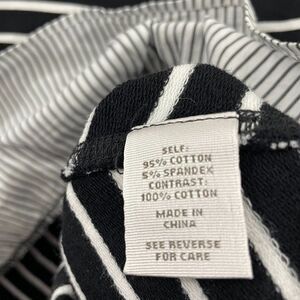 SELF:
95% COTTON
5% SPANDEX
CONTRAST:
100% COTTON
MADE IN
CHINA
SEE REVERSE
FOR CARE